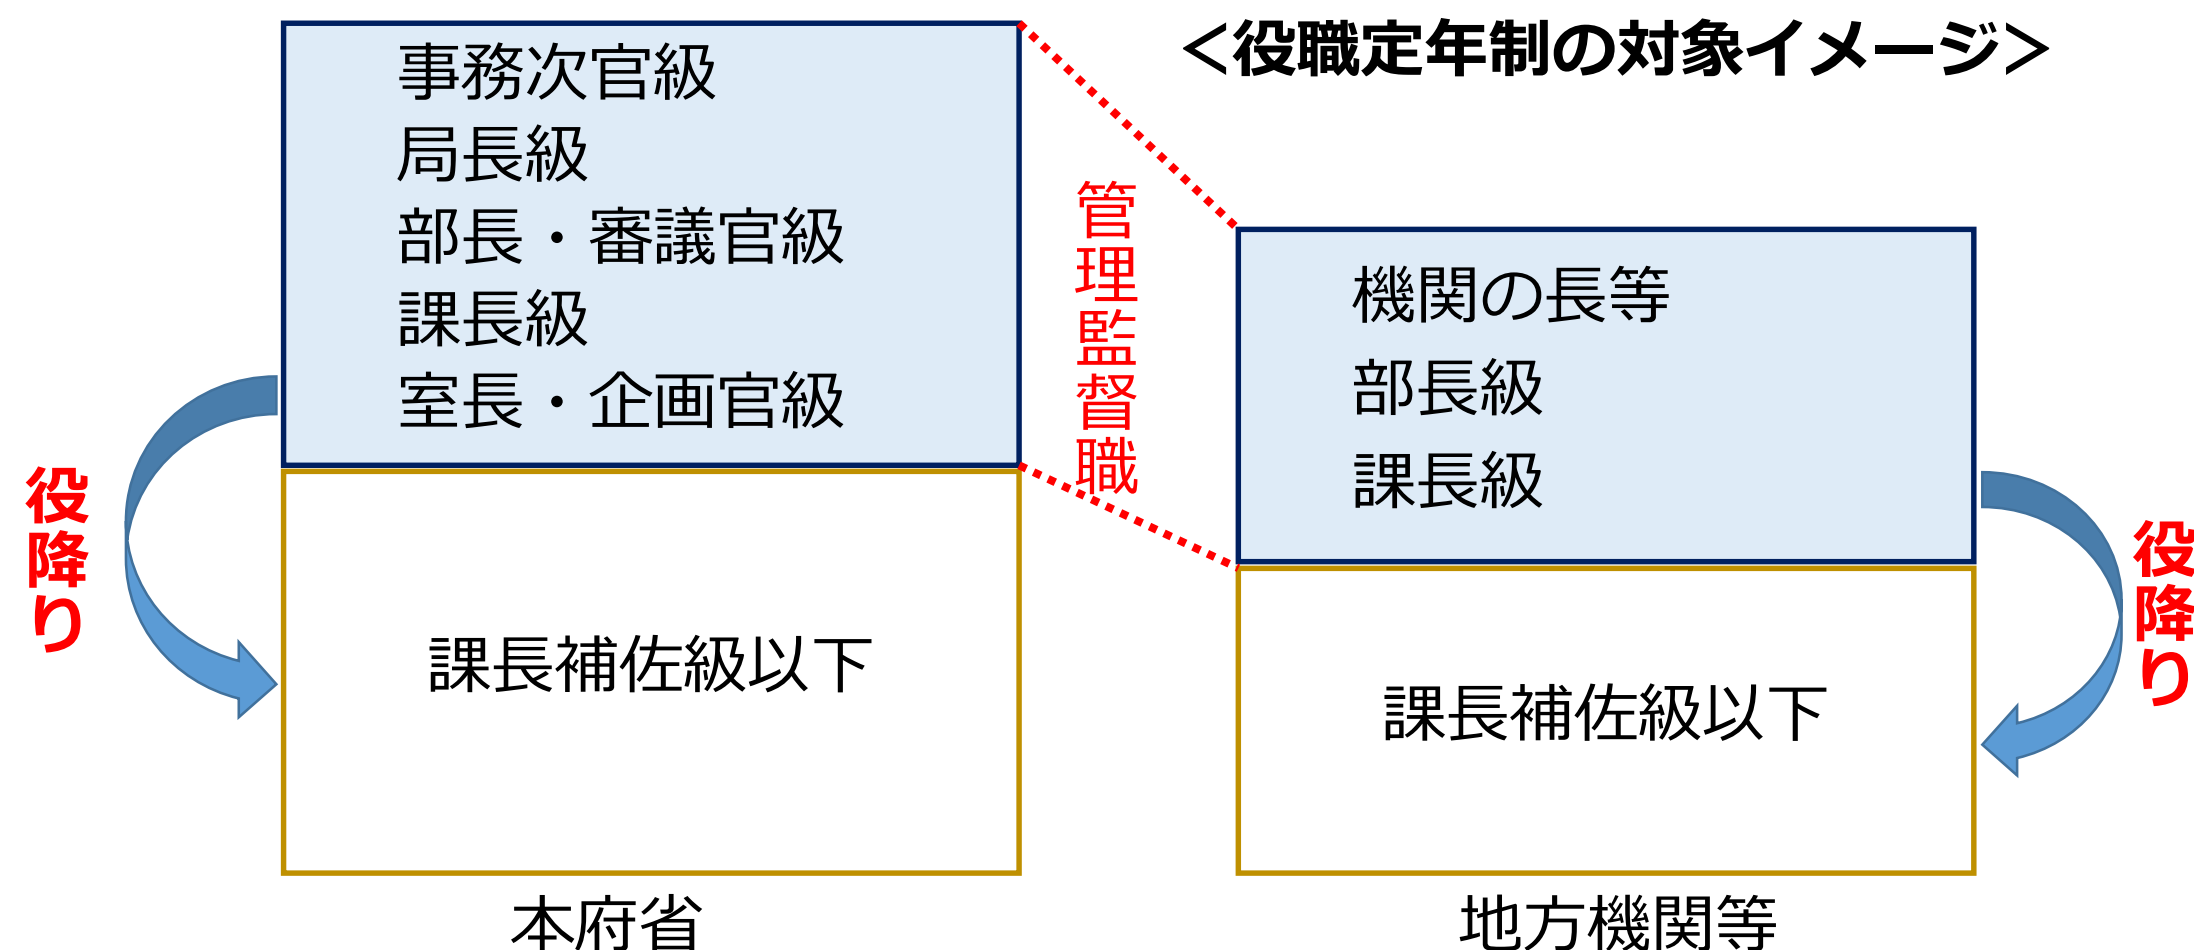 ＜役職定年制の対象イメージ＞
事務次官級
局長級
部長・審議官級
課長級
室長・企画官級
管理監督職
機関の長等
部長級
課長級
役降り
課長補佐級以下
課長補佐級以下
役降り
本府省
地方機関等